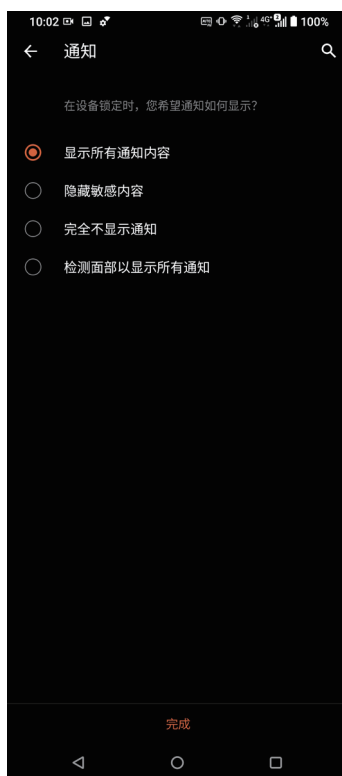 10:02
4G+
100%
通知
在设备锁定时，您希望通知如何显示？
显示所有通知内容
隐藏敏感内容
完全不显示通知
检测面部以显示所有通知
完成